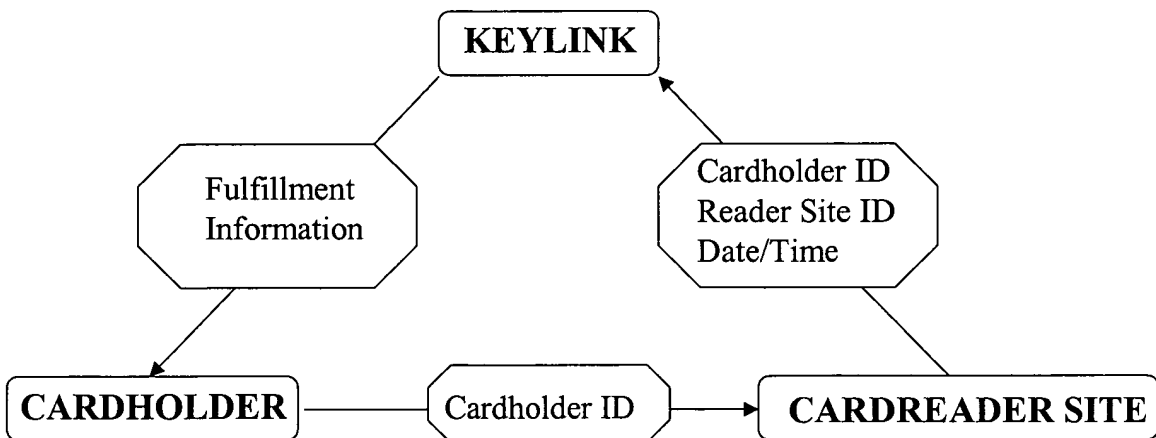 KEYLINK
Fulfillment
Information
Cardholder ID
Reader Site ID
Date/Time
CARDHOLDER
Cardholder ID
CARDREADER SITE